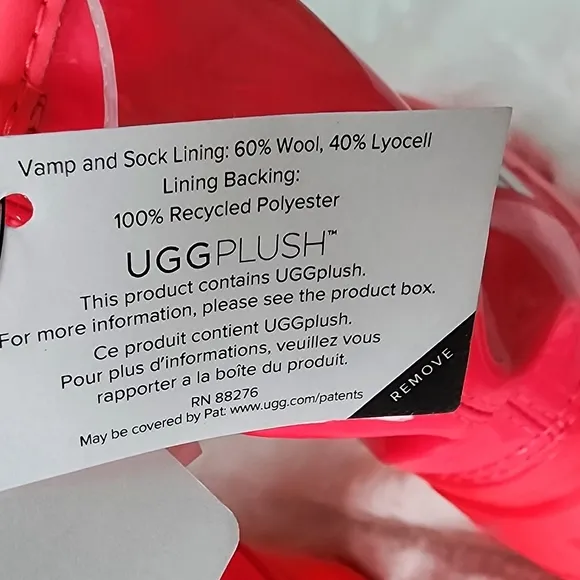 Vamp and Sock Lining: 60% Wool, 40% Lyocell
Lining Backing:
100% Recycled Polyester
UGGPLUSH™
This product contains UGGplush.
For more information, please see the product box.
Ce produit contient UGGplush.
Pour plus d'informations, veuillez vous
rapporter a la boîte du produit.
RN 88276
May be covered by Pat: www.ugg.com/patents
REMOVE